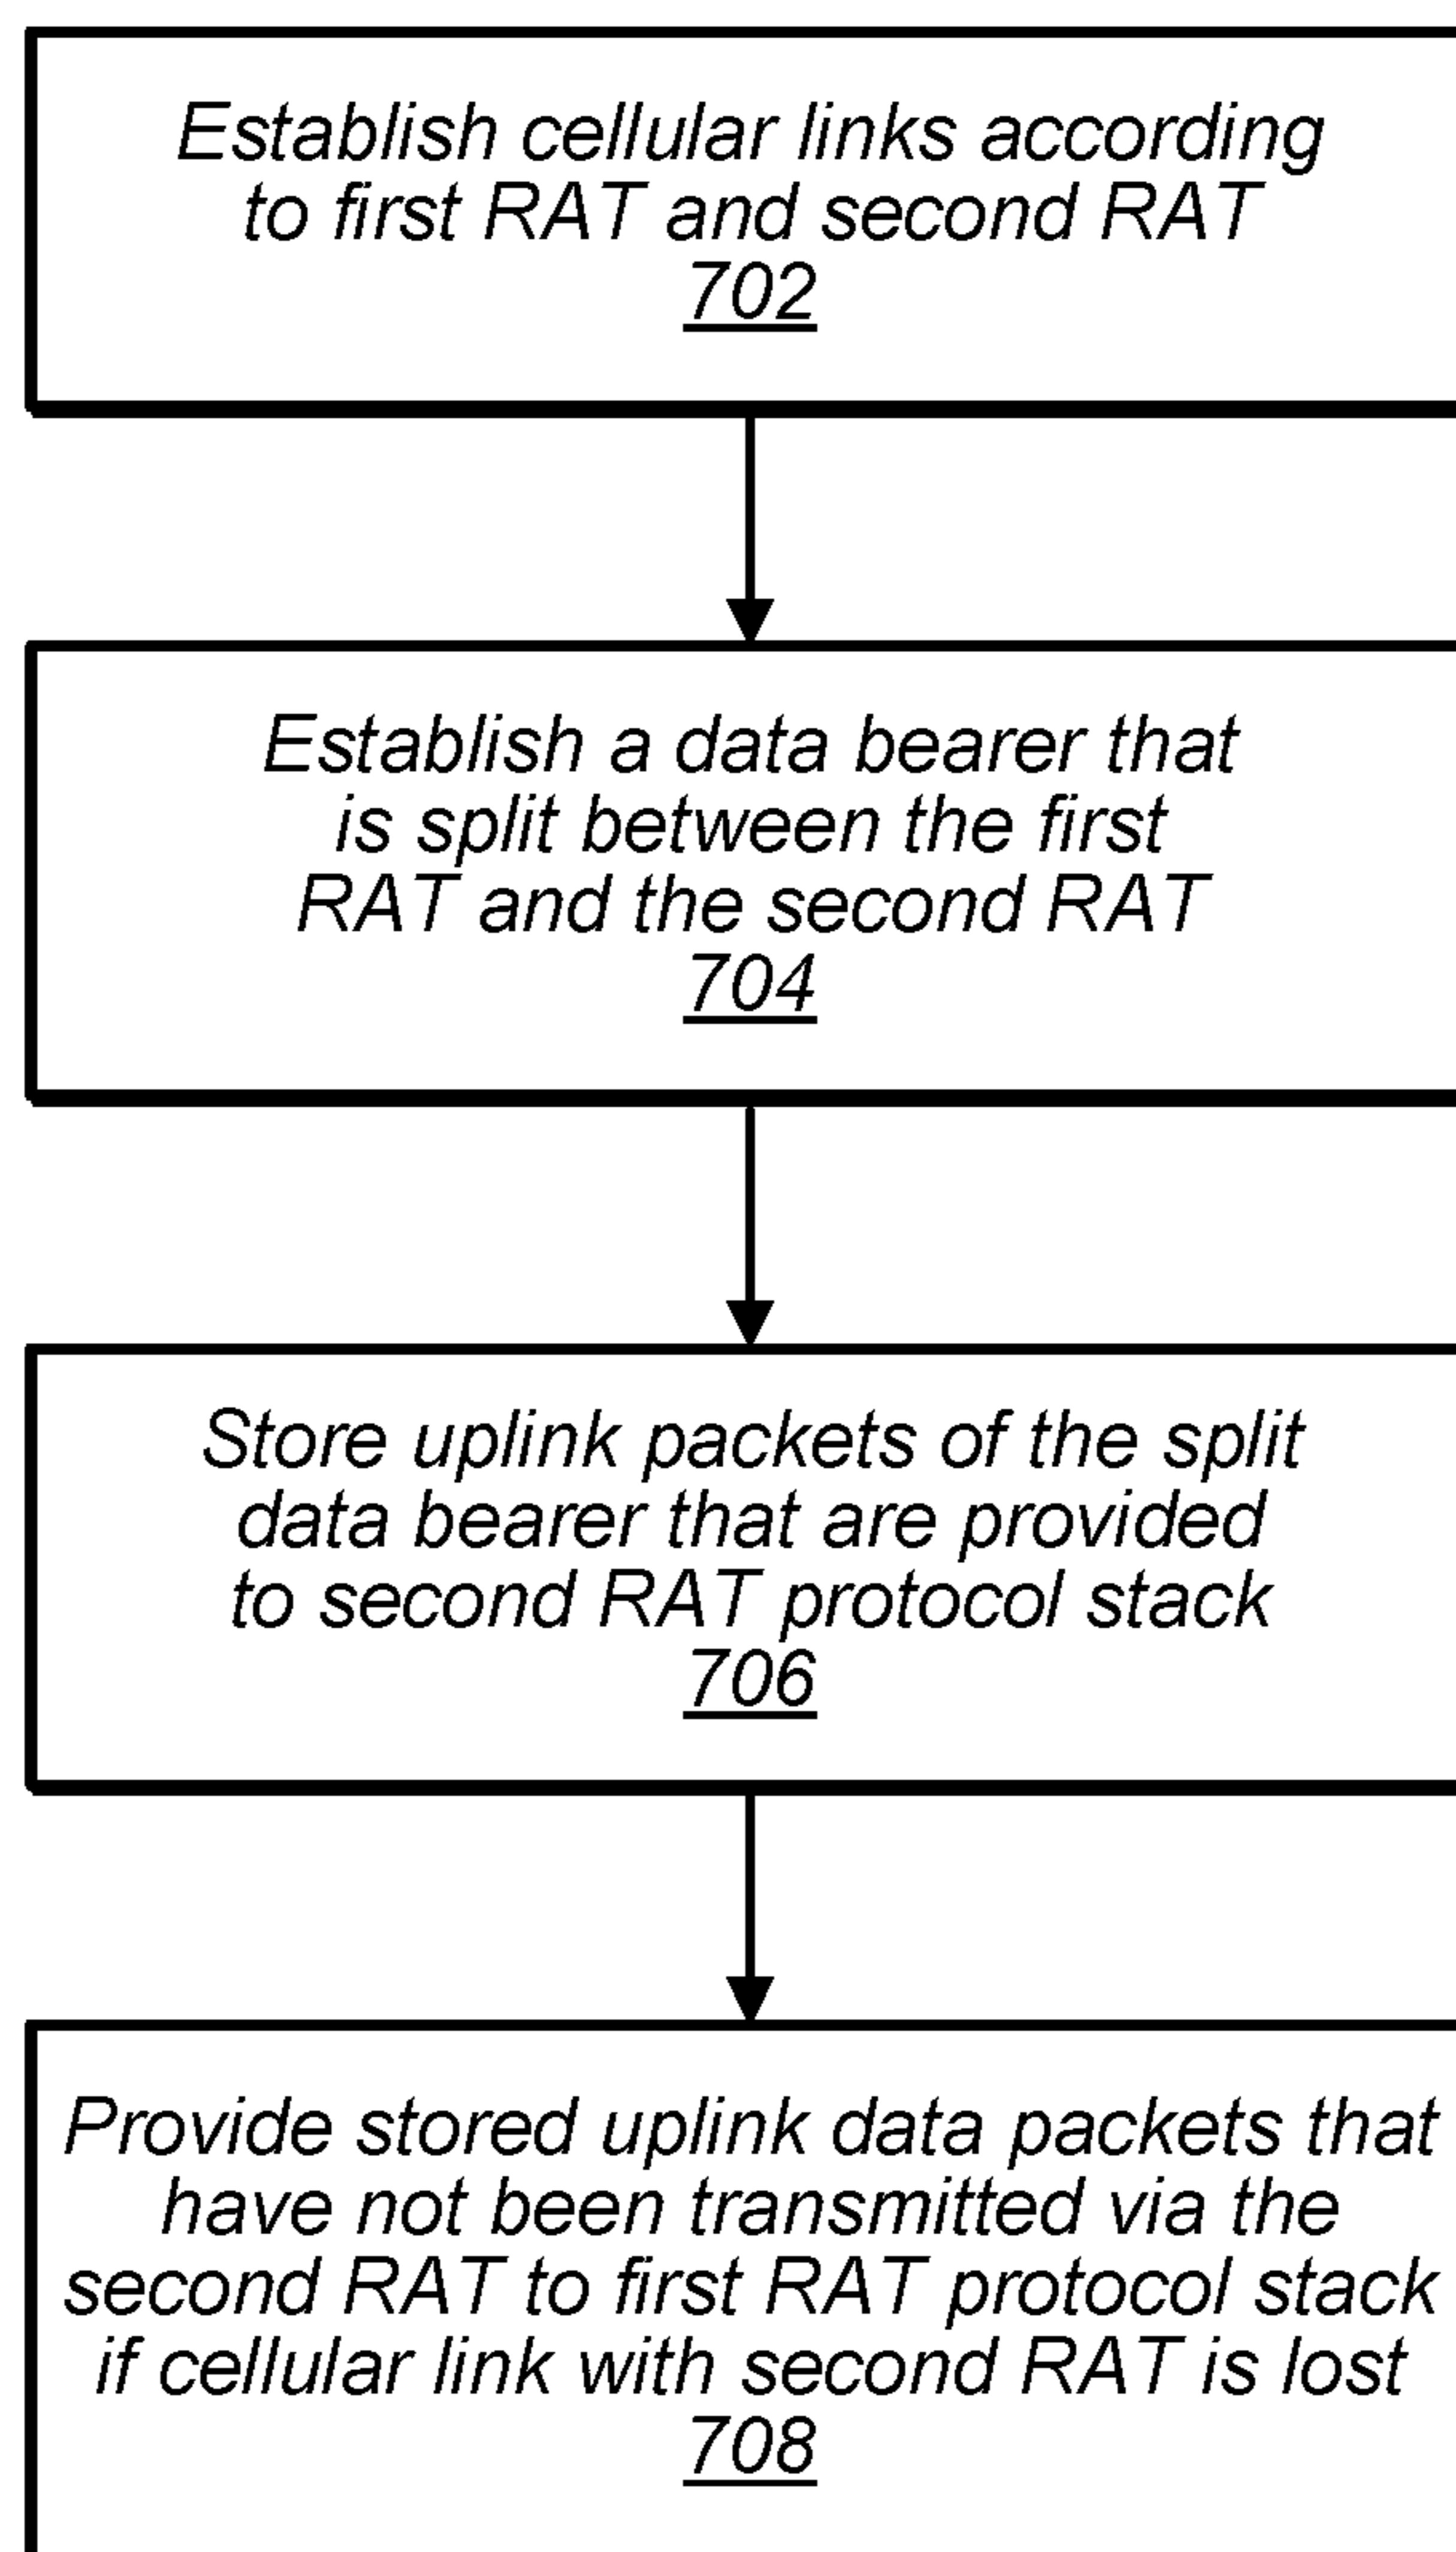 Establish cellular links according
to first RAT and second RAT
702
Establish a data bearer that
is split between the first
RAT and the second RAT
704
Store uplink packets of the split
data bearer that are provided
to second RAT protocol stack
706
Provide stored uplink data packets that
have not been transmitted via the
second RAT to first RAT protocol stack
if cellular link with second RAT is lost
708